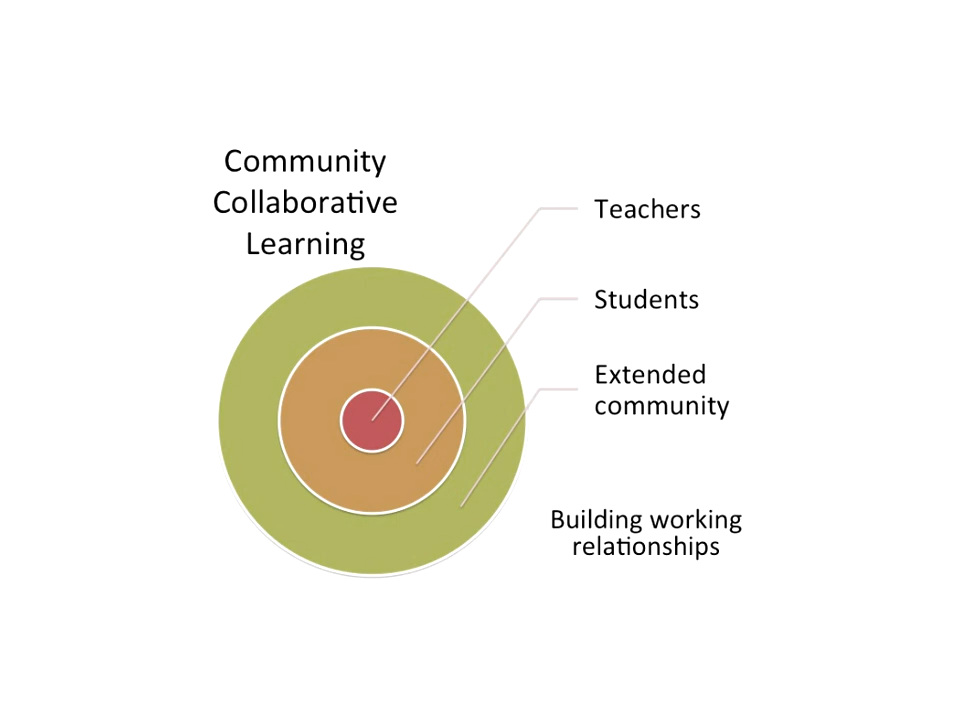 Community
Collaborative
Learning
Teachers
Students
Extended
community
Building working
relationships